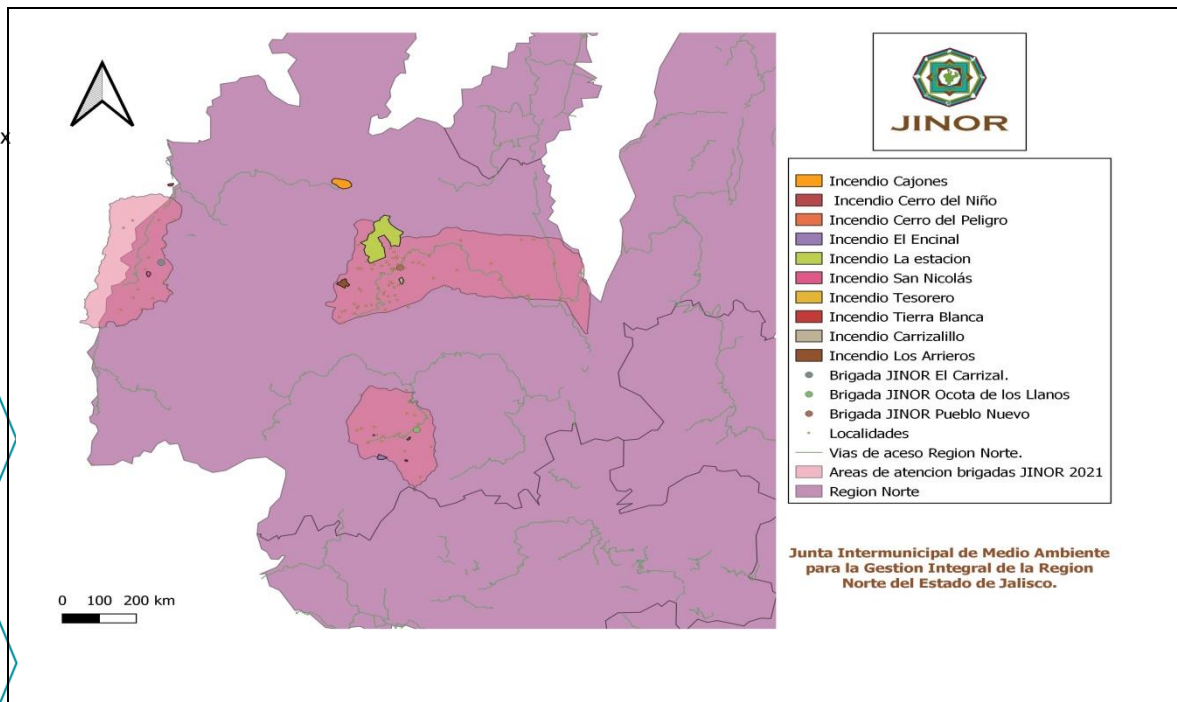 x
JINOR
Incendio Cajones
Incendio Cerro del Niño
Incendio Cerro del Peligro
Incendio El Encinal
Incendio La estacion
Incendio San Nicolás
Incendio Tesorero
Incendio Tierra Blanca
Incendio Carrizalillo
Incendio Los Arrieros
Brigada JINOR El Carrizal.
Brigada JINOR Ocota de los Llanos
Brigada JINOR Pueblo Nuevo
Localidades
Vias de aceso Region Norte.
Areas de atencion brigadas JINOR 2021
Region Norte
Junta Intermunicipal de Medio Ambiente
para la Gestion Integral de la Region
Norte del Estado de Jalisco.
0 100 200 km